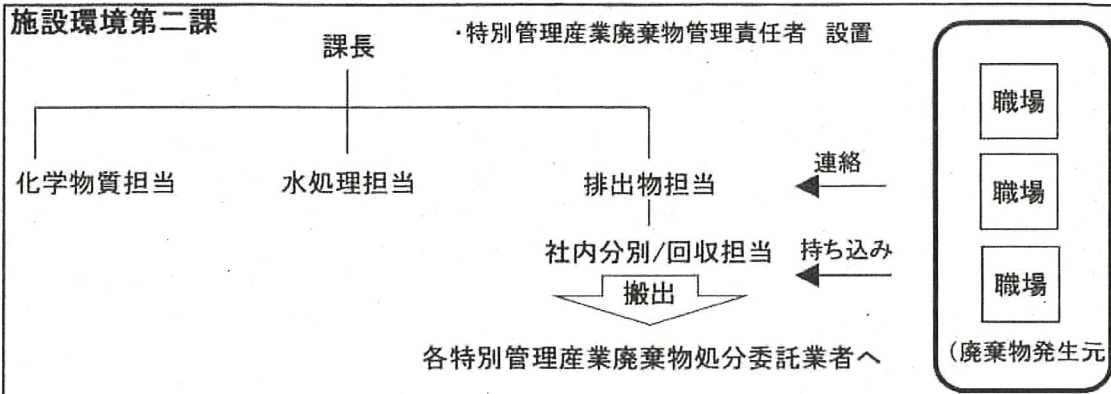 施設環境第二課
・特別管理産業廃棄物管理責任者 設置
課長
化学物質担当
水処理担当
排出物担当
連絡
社内分別/回収担当
持ち込み
搬出
各特別管理産業廃棄物処分委託業者へ
職場
職場
職場
(廃棄物発生元